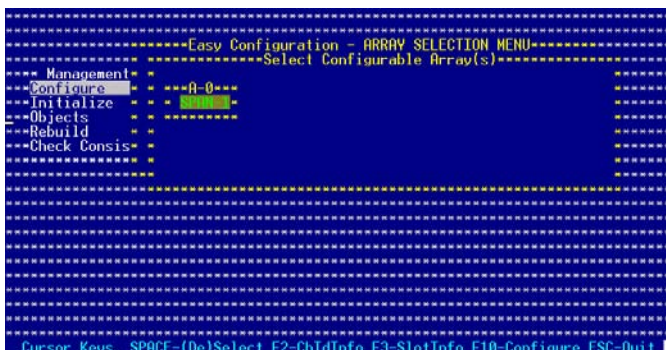 Easy Configuration - ARRAY SELECTION MENU
Select Configurable Array(s)
Management
Configure
Initialize
Objects
Rebuild
Check Consis
A-0
SPAN-1
Cursor Keys, SPACE-(De)Select F2-ChIdInfo F3-SlotInfo F10-Configure ESC-Quit